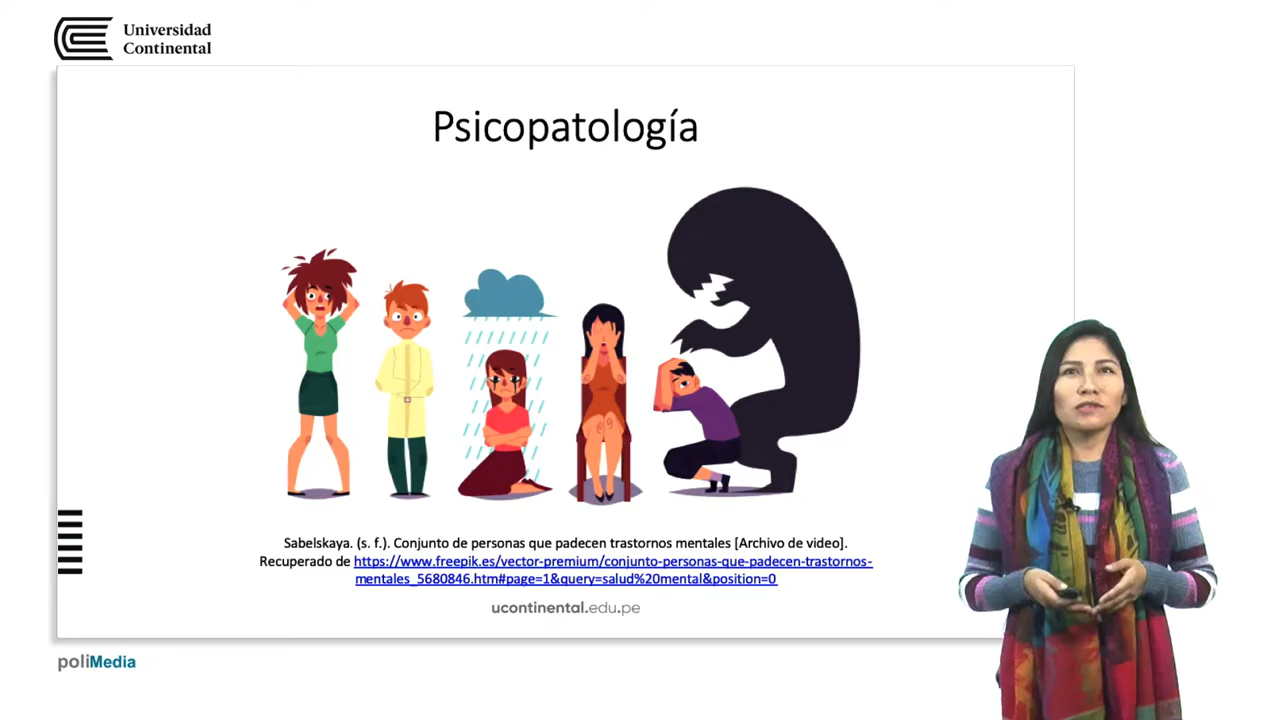 Universidad
Continental
Psicopatología
Sabelskaya. (s. f.). Conjunto de personas que padecen trastornos mentales [Archivo de video].
Recuperado de https://www.freepik.es/vector-premium/conjunto-personas-que-padecen-trastornos-
mentales_5680846.htm#page=1&query=salud%20mental&position=0
ucontinental.edu.pe
poliMedia